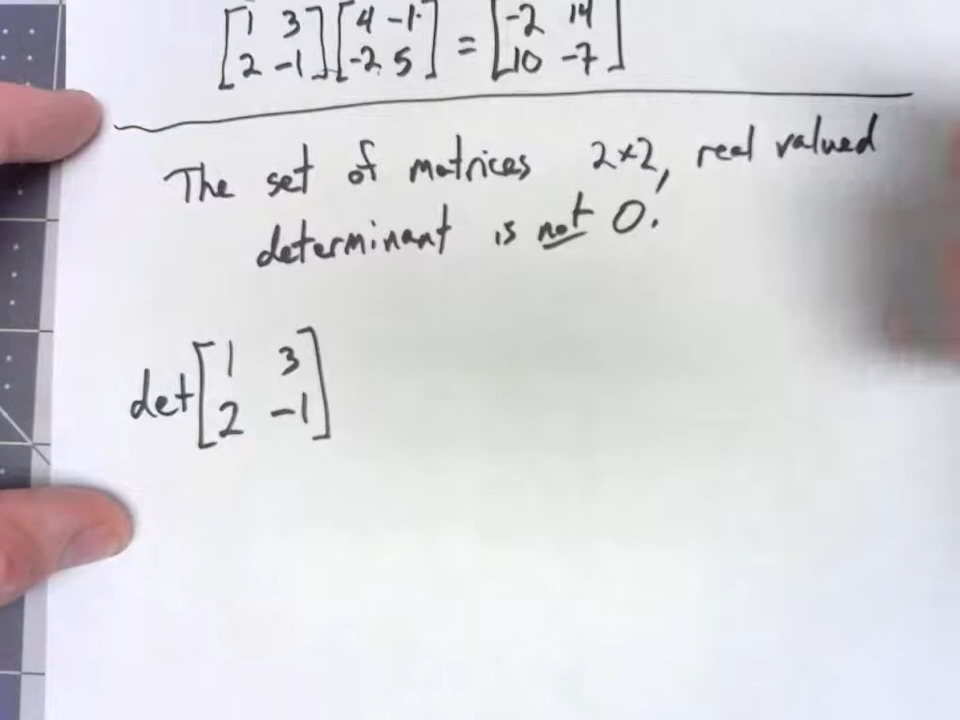 [1 3] [4 -1] = [-2 14]
[2 -1] [-2 5] [10 -7]
The set of matrices 2×2, real valued
determinant is not 0.
det [1 3]
[2 -1]